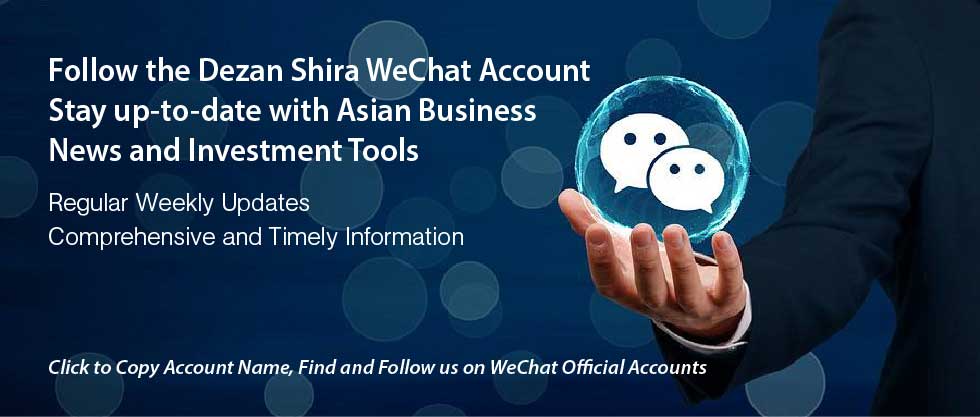 Follow the Dezan Shira WeChat Account
Stay up-to-date with Asian Business
News and Investment Tools
Regular Weekly Updates
Comprehensive and Timely Information
Click to Copy Account Name, Find and Follow us on WeChat Official Accounts